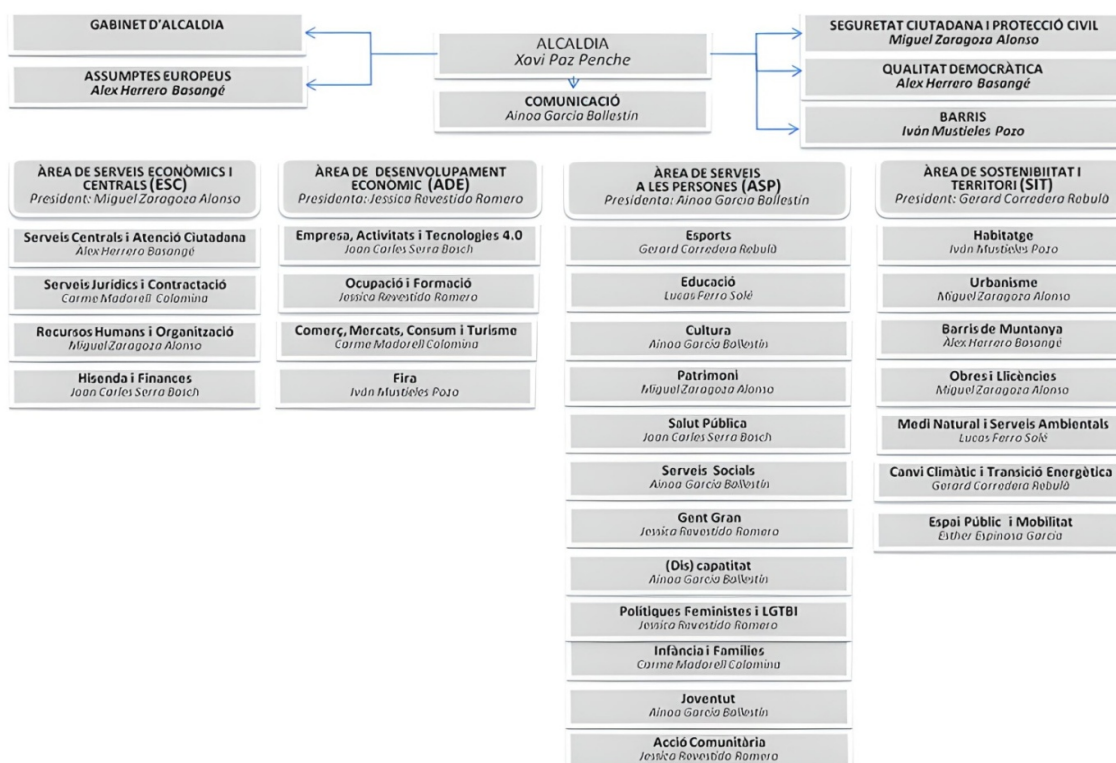 GABINET D'ALCALDIA
ASSUMPTES EUROPEUS
Alex Herrero Basangé
ALCALDIA
Xavi Paz Penche
COMUNICACIÓ
Ainoa García Ballestín
SEGURETAT CIUTADANA I PROTECCIÓ CIVIL
Miguel Zaragoza Alonso
QUALITAT DEMOCRÀTICA
Alex Herrero Basangé
BARRIS
Iván Mustieles Pozo
ÀREA DE SERVEIS ECONÒMICS I
CENTRALS (ESC)
President: Miguel Zaragoza Alonso
Serveis Centrals i Atenció Ciutadana
Àlex Herrero Basangé
Serveis Jurídics i Contractació
Carme Madorell Colomina
Recursos Humans i Organització
Miguel Zaragoza Alonso
Hisenda i Finances
Joan Carles Serra Bosch
ÀREA DE DESENVOLUPAMENT
ECONÒMIC (ADE)
Presidenta: Jessica Revestido Romero
Empresa, Activitats i Tecnologies 4.0
Joan Carles Serra Bosch
Ocupació i Formació
Jessica Revestido Romero
Comerç, Mercats, Consum i Turisme
Carme Madorell Colomina
Fira
Iván Mustieles Pozo
ÀREA DE SERVEIS
A LES PERSONES (ASP)
Presidenta: Ainoa García Ballestín
Esports
Gerard Corredera Rebulà
Educació
Lucas Ferro Solé
Cultura
Ainoa García Ballestín
Patrimoni
Miguel Zaragoza Alonso
Salut Pública
Joan Carles Serra Bosch
Serveis Socials
Ainoa García Ballestín
Gent Gran
Jessica Revestido Romero
(Dis) capatitat
Ainoa García Ballestín
Polítiques Feministes i LGTBI
Jessica Revestido Romero
Infància i Famílies
Carme Madorell Colomina
Joventut
Ainoa García Ballestín
Acció Comunitària
Jessica Revestido Romero
ÀREA DE SOSTENIBIITAT I
TERRITORI (SIT)
President: Gerard Corredera Rebulà
Habitatge
Iván Mustieles Pozo
Urbanisme
Miguel Zaragoza Alonso
Barris de Muntanya
Àlex Herrero Basangé
Obres i Llicències
Miguel Zaragoza Alonso
Medi Natural i Serveis Ambientals
Lucas Ferro Solé
Canvi Climàtic i Transició Energètica
Gerard Corredera Rebulà
Espai Públic i Mobilitat
Esther Espinosa García